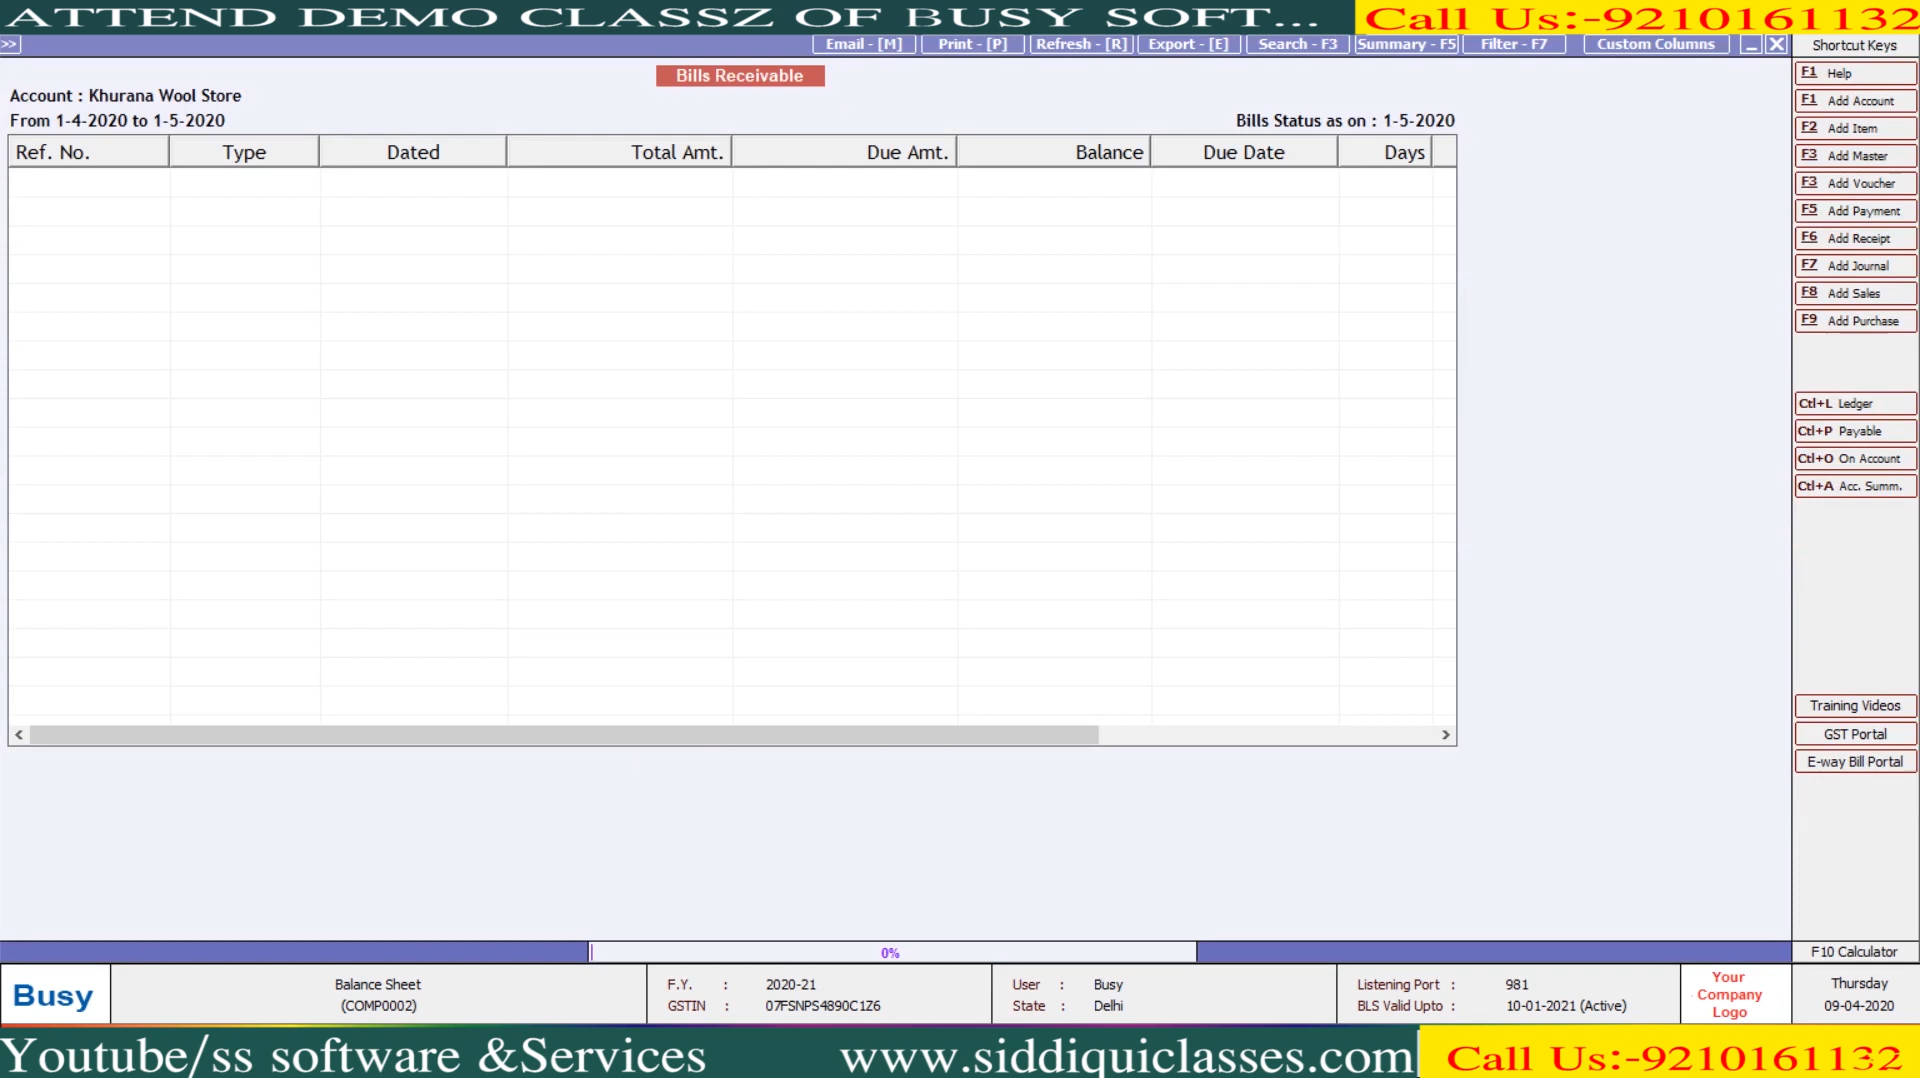 ATTEND DEMO CLASSZ OF BUSY SOFT...
Call Us:-9210161132
>>
Email - [M]
Print - [P]
Refresh - [R]
Export - [E]
Search - F3
Summary - F5
Filter - F7
Custom Columns
Shortcut Keys
Bills Receivable
Account : Khurana Wool Store
From 1-4-2020 to 1-5-2020
Bills Status as on : 1-5-2020
Ref. No.
Type
Dated
Total Amt.
Due Amt.
Balance
Due Date
Days
F1 Help
F1 Add Account
F2 Add Item
F3 Add Master
F3 Add Voucher
F5 Add Payment
F6 Add Receipt
F7 Add Journal
F8 Add Sales
F9 Add Purchase
Ctl+L Ledger
Ctl+P Payable
Ctl+O On Account
Ctl+A Acc. Summ.
Training Videos
GST Portal
E-way Bill Portal
0%
F10 Calculator
Busy
Balance Sheet
(COMP0002)
F.Y. : 2020-21
GSTIN : 07FSNPS4890C1Z6
User : Busy
State : Delhi
Listening Port : 981
BLS Valid Upto : 10-01-2021 (Active)
Your
Company
Logo
Thursday
09-04-2020
Youtube/ss software &Services
www.siddiquiclasses.com
Call Us:-9210161132